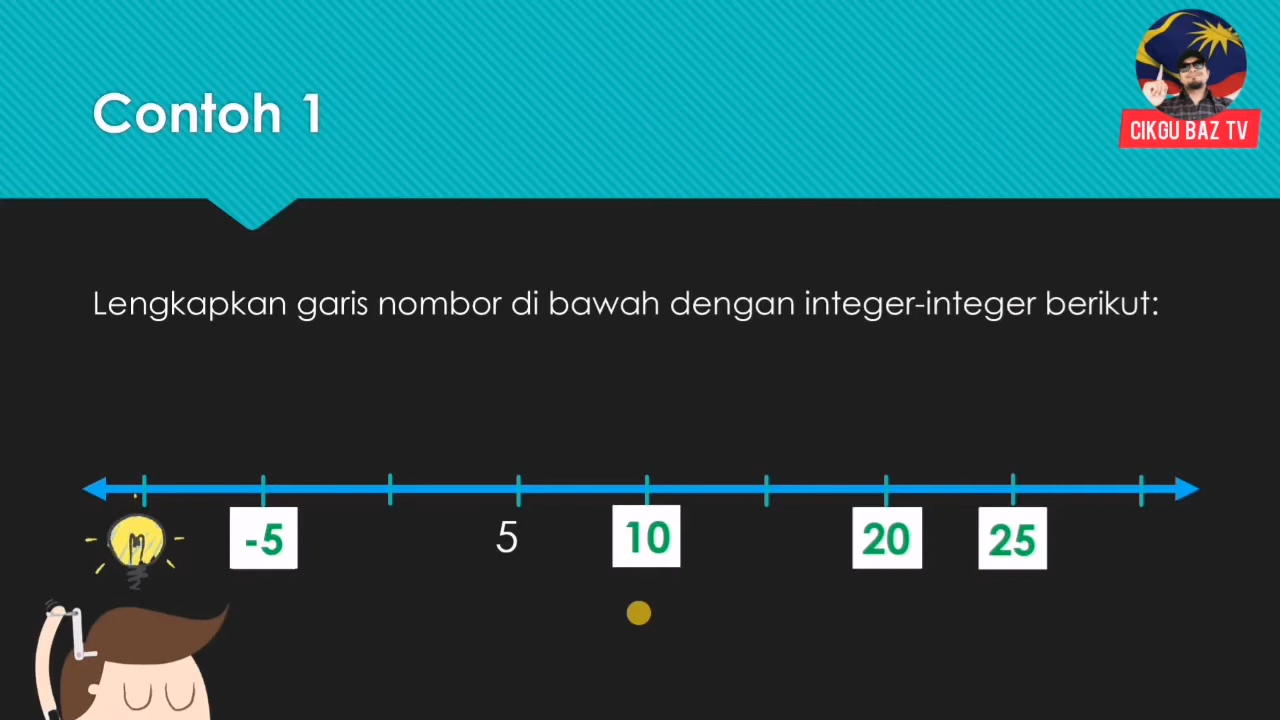 Contoh 1
CIKGU BAZ TV
Lengkapkan garis nombor di bawah dengan integer-integer berikut:
-5 5 10 20 25